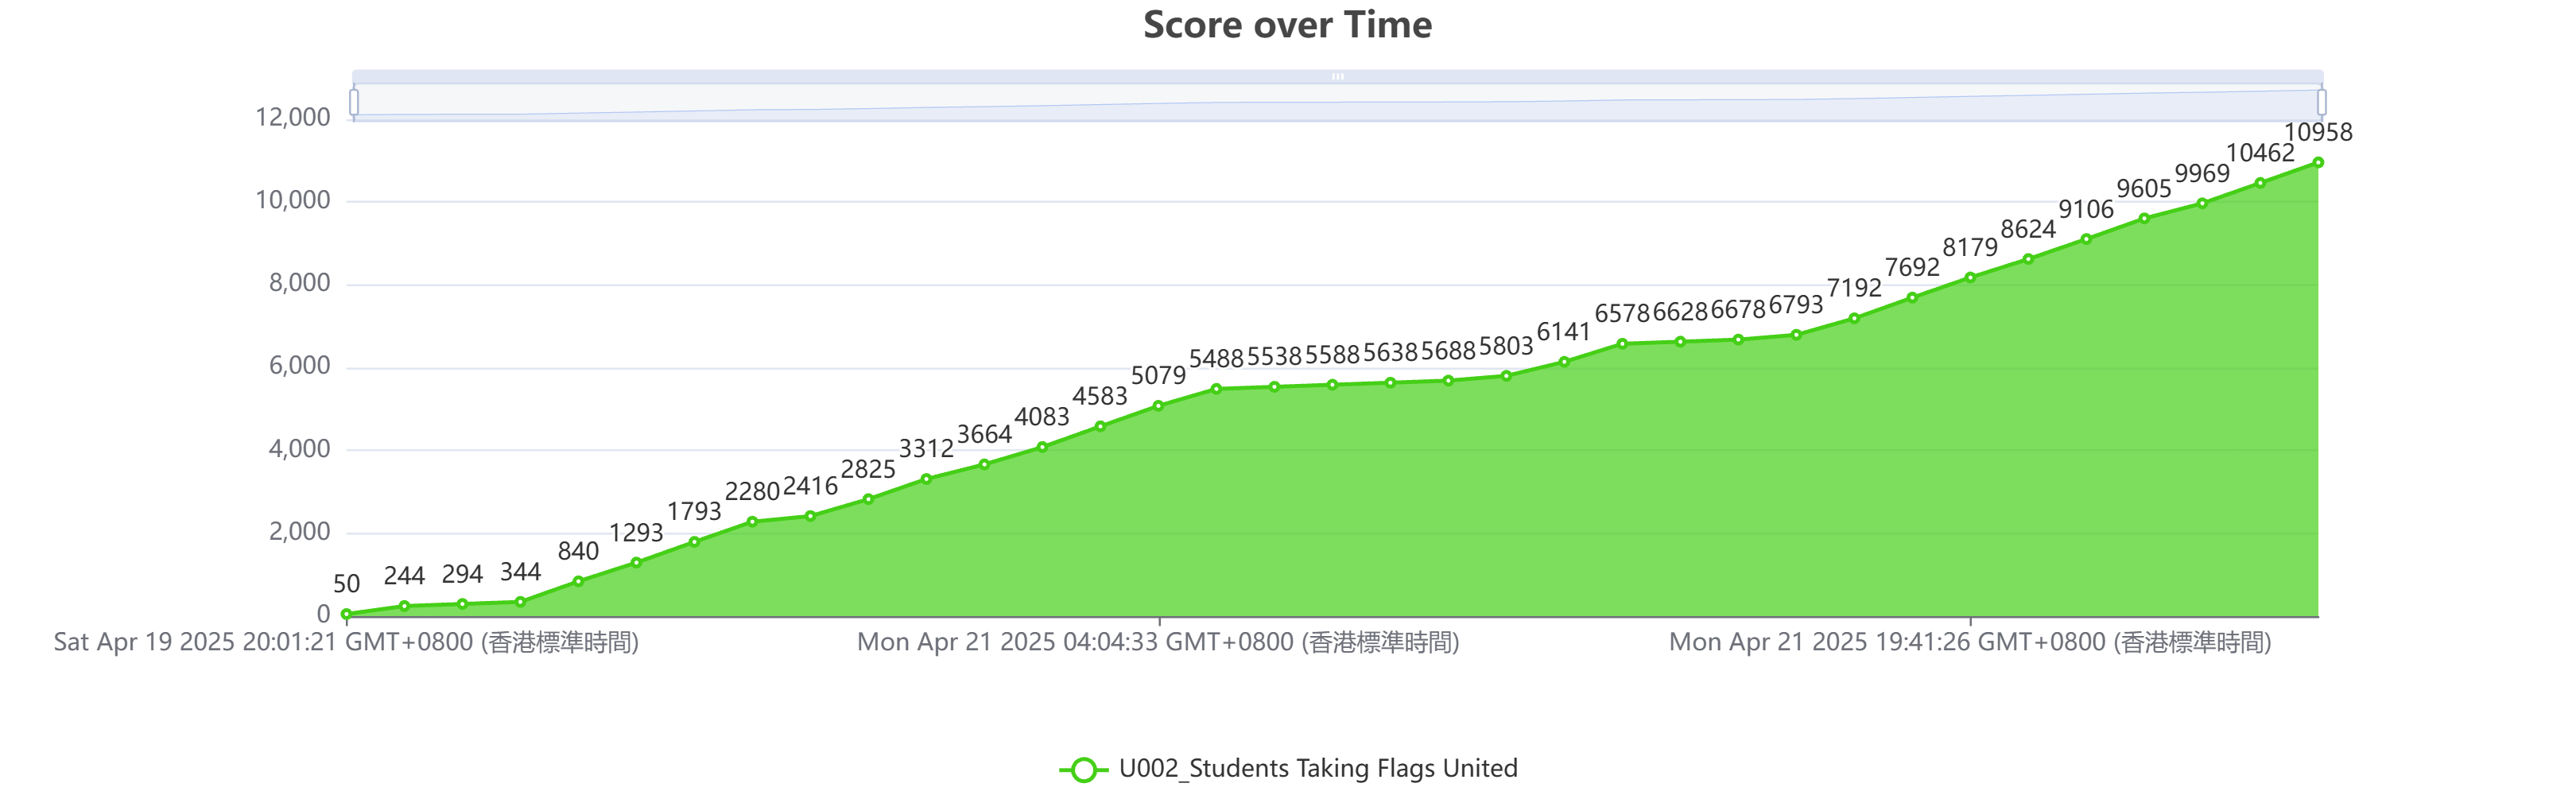 Score over Time
12,000
10,000
8,000
6,000
4,000
2,000
0
50 244 294 344 840 1293 1793 2280 2416 2825 3312 3664 4083 4583 5079 5488 5538 5588 5638 5688 5803 6141 6578 6628 6678 6793 7192 7692 8179 8624 9106 9605 9969 10462 10958
Sat Apr 19 2025 20:01:21 GMT+0800 (香港標準時間) Mon Apr 21 2025 04:04:33 GMT+0800 (香港標準時間) Mon Apr 21 2025 19:41:26 GMT+0800 (香港標準時間)
U002_Students Taking Flags United